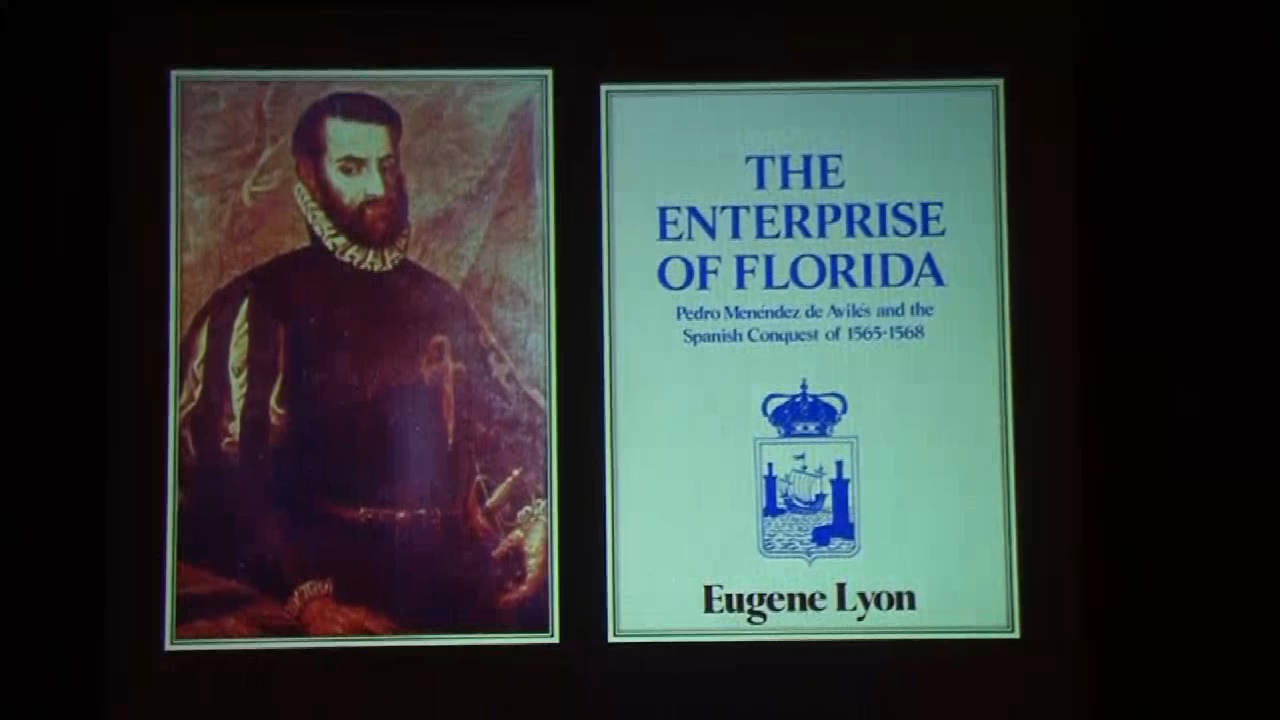 THE
ENTERPRISE
OF FLORIDA
Pedro Menéndez de Avilés and the
Spanish Conquest of 1565-1568
Eugene Lyon